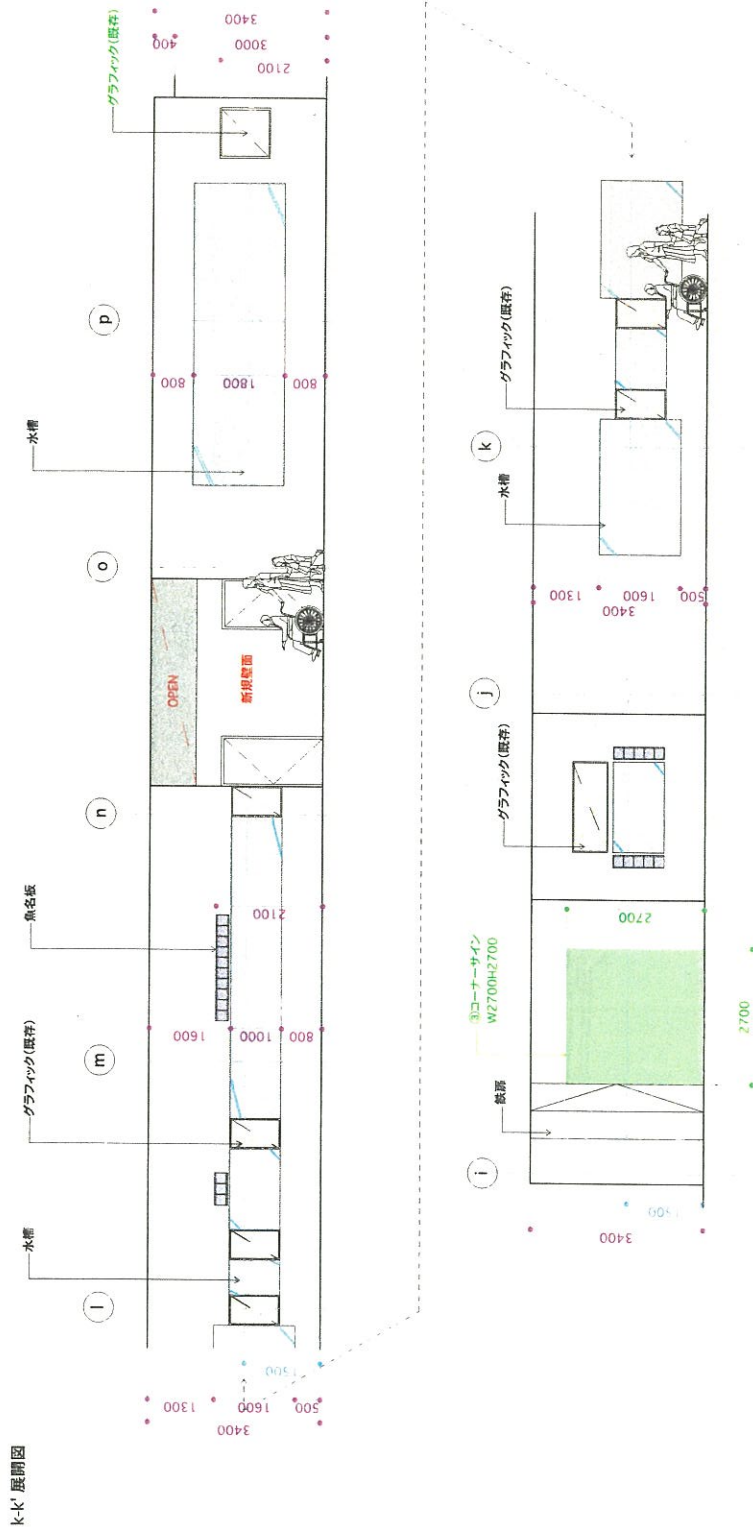 k-k' 展開図
l
m
n
o
p
水槽
グラフィック(既存)
魚名板
水槽
グラフィック(既存)
OPEN
新規壁面
1300
1600
500
3400
1500
1600
1000
800
2100
800
1800
800
400
3000
2100
3400
i
j
k
鉄扉
③コーナーサイン
W2700H2700
グラフィック(既存)
水槽
グラフィック(既存)
3400
1500
2700
2700
1300
1600
500
3400